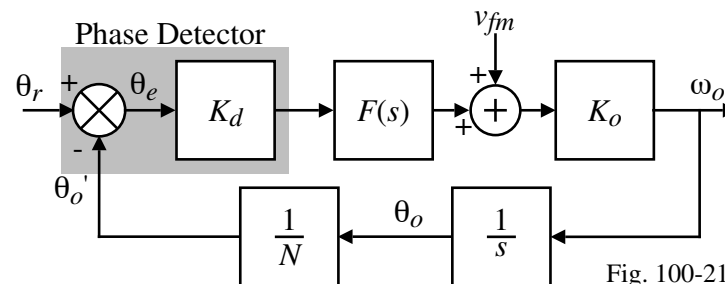 v_fm
Phase Detector
θ_r
+
θ_e
K_d
F(s)
+
+
+
K_o
ω_o
-
θ_o'
1/N
θ_o
1/s
Fig. 100-21